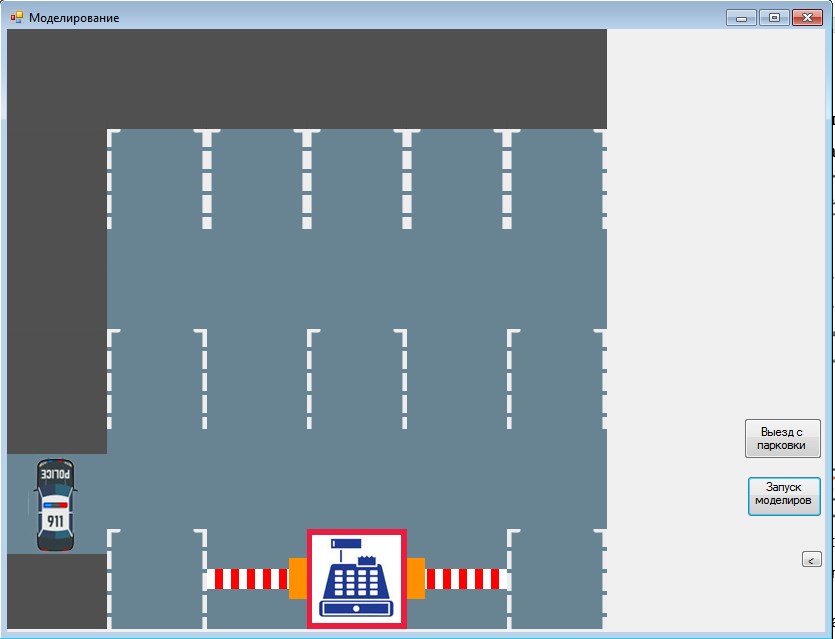 Моделирование
Выезд с
парковки
Запуск
моделиров
<
POLICE
911